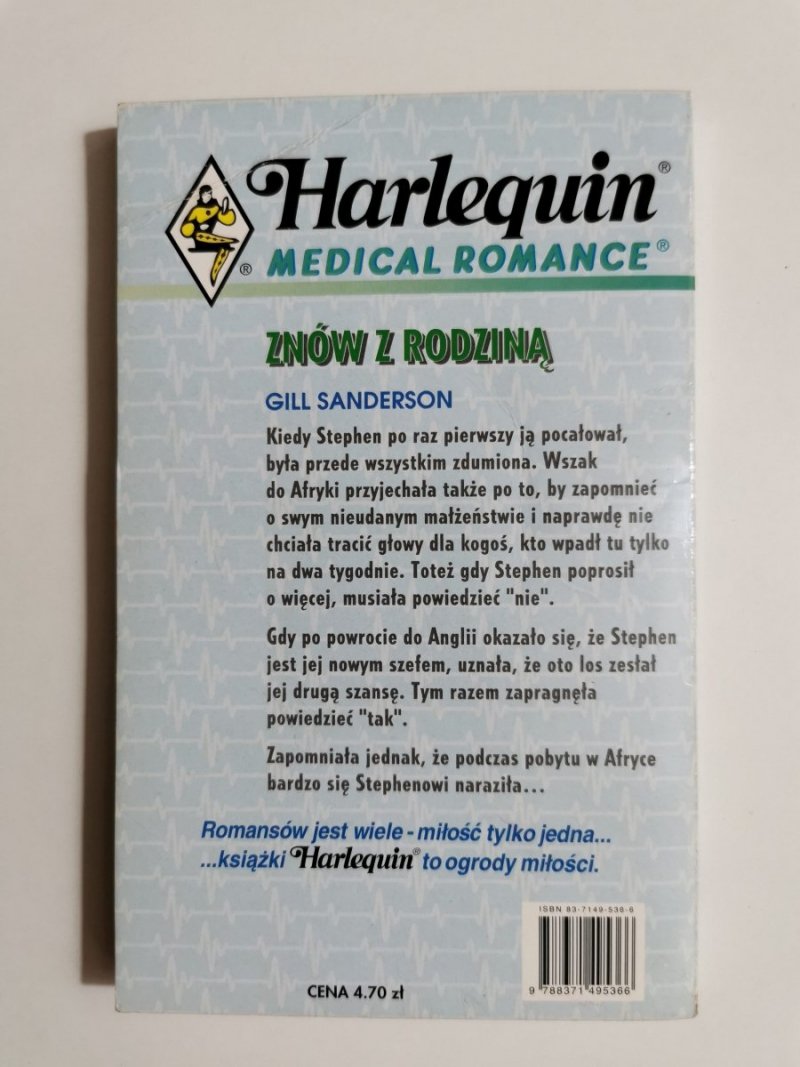 Harlequin®
® MEDICAL ROMANCE®
ZNÓW Z RODZINĄ
GILL SANDERSON
Kiedy Stephen po raz pierwszy ją pocałował,
była przede wszystkim zdumiona. Wszak
do Afryki przyjechała także po to, by zapomnieć
o swym nieudanym małżeństwie i naprawdę nie
chciała tracić głowy dla kogoś, kto wpadł tu tylko
na dwa tygodnie. Toteż gdy Stephen poprosił
o więcej, musiała powiedzieć "nie".
Gdy po powrocie do Anglii okazało się, że Stephen
jest jej nowym szefem, uznała, że oto los zesłał
jej drugą szansę. Tym razem zapragnęła
powiedzieć "tak".
Zapomniała jednak, że podczas pobytu w Afryce
bardzo się Stephenowi naraziła...
Romansów jest wiele - miłość tylko jedna...
...książki Harlequin® to ogrody miłości.
ISBN 83-7149-536-6
9 788371 495366
CENA 4.70 zł